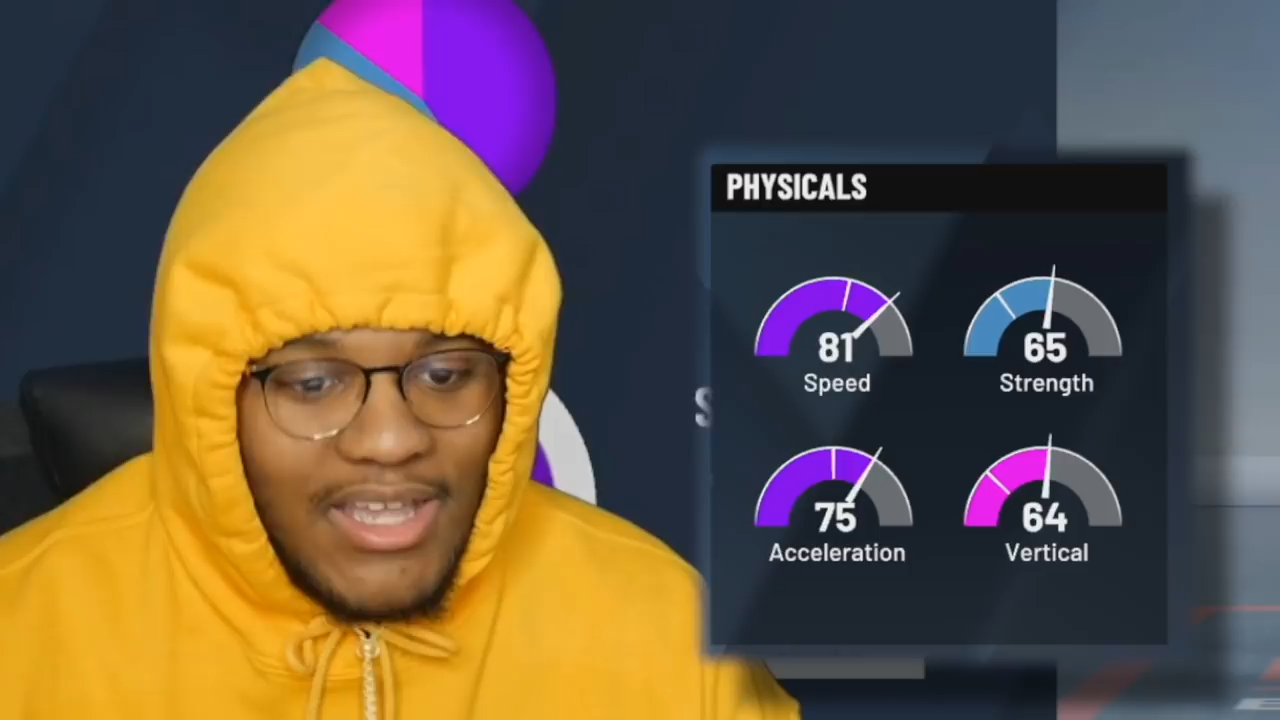 PHYSICALS
81 65
Speed Strength
75 64
Acceleration Vertical